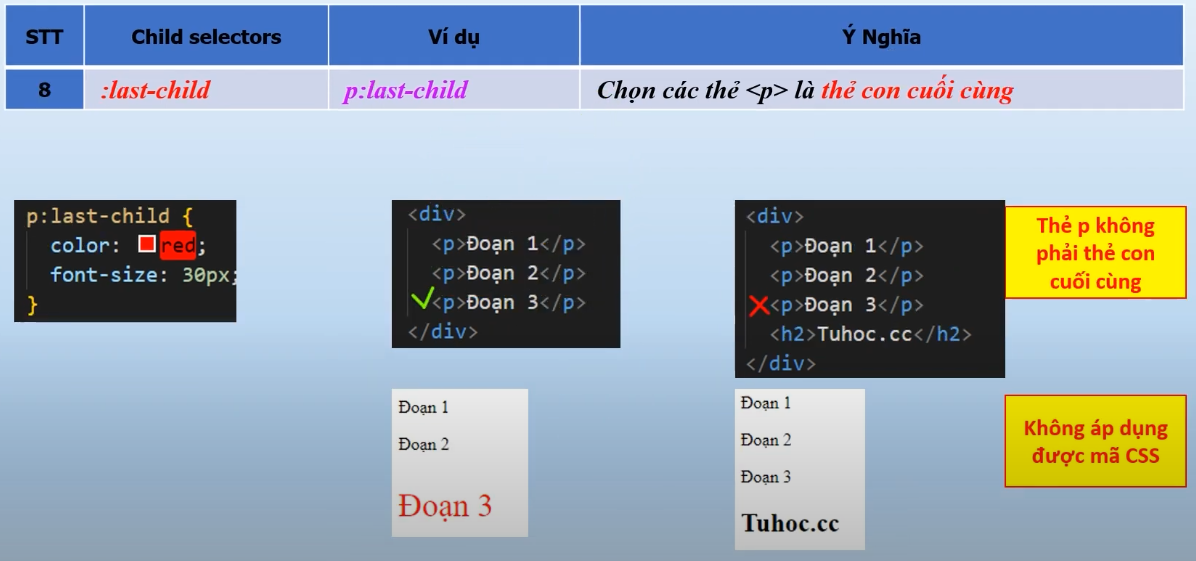 STT Child selectors Ví dụ Ý Nghĩa
8 :last-child p:last-child Chọn các thẻ <p> là thẻ con cuối cùng
p:last-child {
color: red;
font-size: 30px;
}
<div>
<p>Đoạn 1</p>
<p>Đoạn 2</p>
<p>Đoạn 3</p>
</div>
<div>
<p>Đoạn 1</p>
<p>Đoạn 2</p>
<p>Đoạn 3</p>
<h2>Tuhoc.cc</h2>
</div>
Thẻ p không
phải thẻ con
cuối cùng
Đoạn 1
Đoạn 2
Đoạn 3
Đoạn 1
Đoạn 2
Đoạn 3
Tuhoc.cc
Không áp dụng
được mã CSS